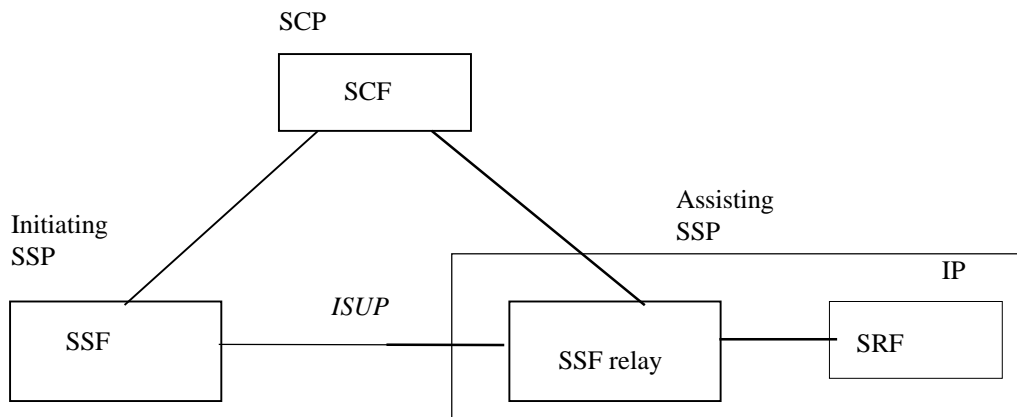 SCP
SCF
Initiating
SSP
Assisting
SSP
IP
ISUP
SSF
SSF relay
SRF